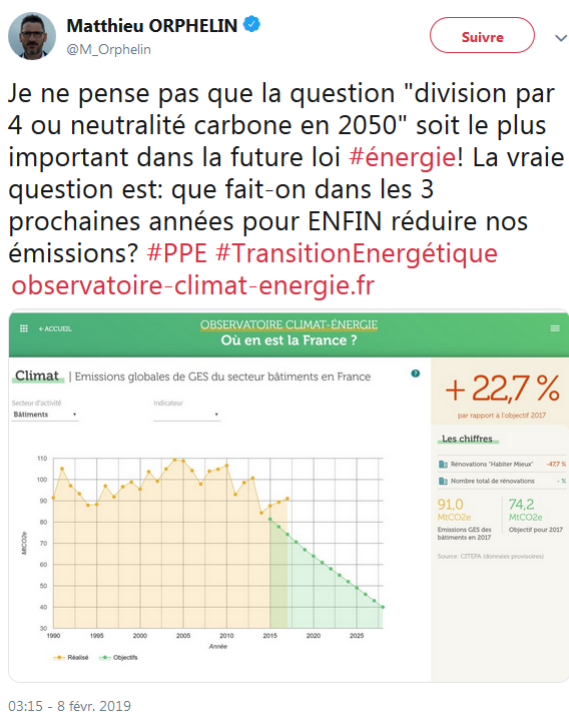 Matthieu ORPHELIN
@M_Orphelin
Suivre
Je ne pense pas que la question "division par
4 ou neutralité carbone en 2050" soit le plus
important dans la future loi #énergie! La vraie
question est: que fait-on dans les 3
prochaines années pour ENFIN réduire nos
émissions? #PPE #TransitionEnergétique
observatoire-climat-energie.fr
←ACCUEIL
OBSERVATOIRE CLIMAT-ÉNERGIE
Où en est la France ?
Climat | Emissions globales de GES du secteur bâtiments en France
?
Secteur d'activité
Indicateur
Bâtiments
110
100
90
80
70
60
50
40
30
MtCO2e
1990 1995 2000 2005 2010 2015 2020 2025
Année
Réalisé Objectifs
+22,7 %
par rapport à l'objectif 2017
Les chiffres
Rénovations "Habiter Mieux" -47,7 %
Nombre total de rénovations - %
91,0 74,2
MtCO2e MtCO2e
Emissions GES des Objectif pour 2017
bâtiments en 2017
Source: CITEPA (données provisoires)
03:15 - 8 févr. 2019